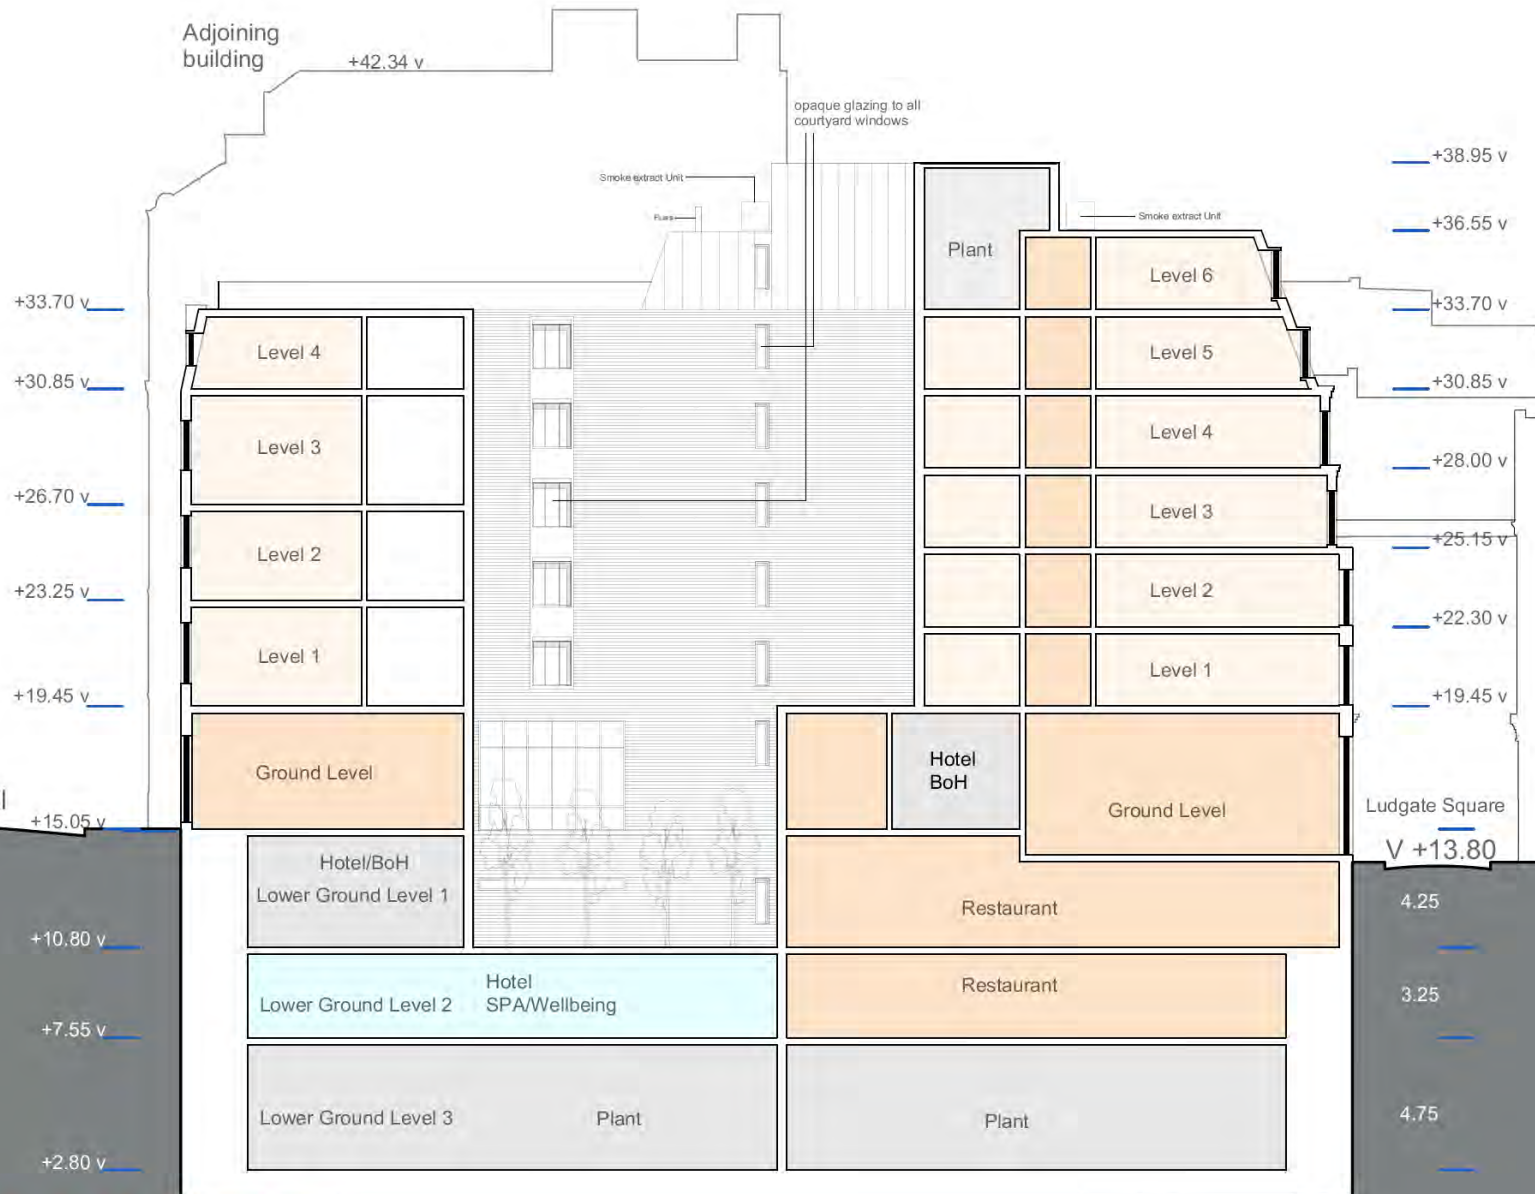 Adjoining
building
+42.34 v
opaque glazing to all
courtyard windows
+38.95 v
Smoke extract Unit
Flues
Smoke extract Unit
+36.55 v
Plant
Level 6
+33.70 v
+33.70 v
Level 4
Level 5
+30.85 v
+30.85 v
Level 3
Level 4
+28.00 v
+26.70 v
Level 3
+25.15 v
Level 2
Level 2
+23.25 v
+22.30 v
Level 1
Level 1
+19.45 v
+19.45 v
Ground Level
Hotel
BoH
Ground Level
Ludgate Square
+15.05 v
V +13.80
Hotel/BoH
Lower Ground Level 1
Restaurant
4.25
+10.80 v
Hotel
SPA/Wellbeing
Lower Ground Level 2
Restaurant
3.25
+7.55 v
Lower Ground Level 3
Plant
Plant
4.75
+2.80 v